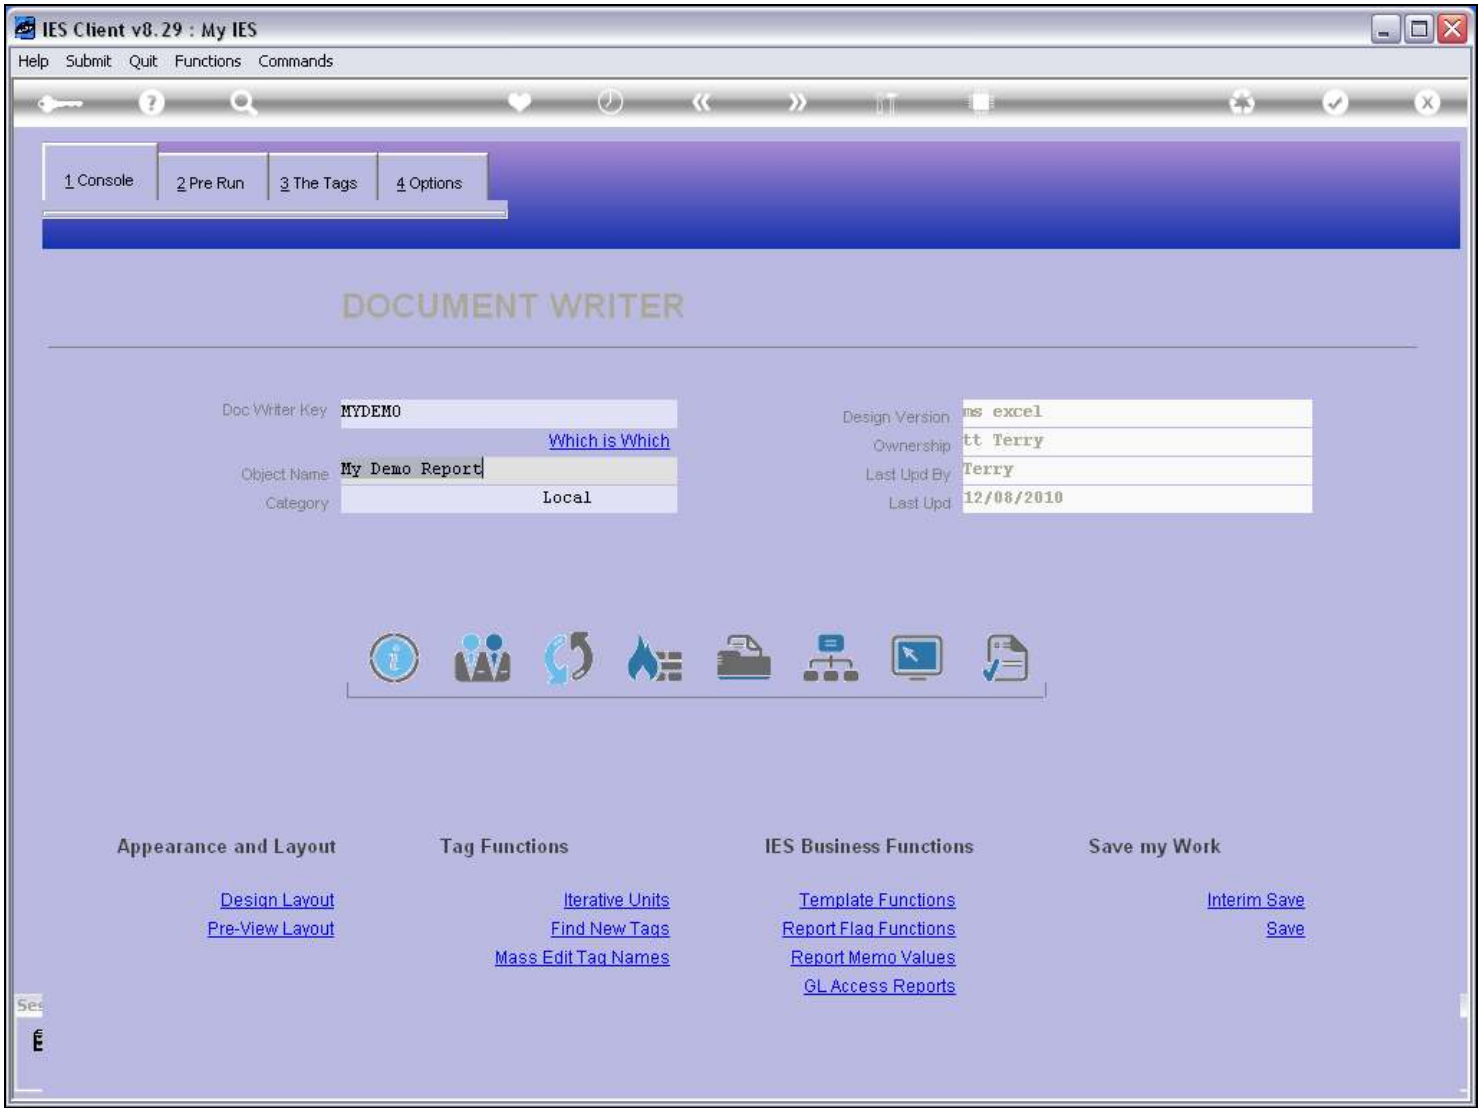 IES Client v8.29 : My IES
Help Submit Quit Functions Commands
1 Console
2 Pre Run
3 The Tags
4 Options
DOCUMENT WRITER
Doc Writer Key MYDEMO
Which is Which
Object Name My Demo Report
Category Local
Design Version ms excel
Ownership tt Terry
Last Upd By Terry
Last Upd 12/08/2010
Appearance and Layout
Design Layout
Pre-View Layout
Tag Functions
Iterative Units
Find New Tags
Mass Edit Tag Names
IES Business Functions
Template Functions
Report Flag Functions
Report Memo Values
GL Access Reports
Save my Work
Interim Save
Save